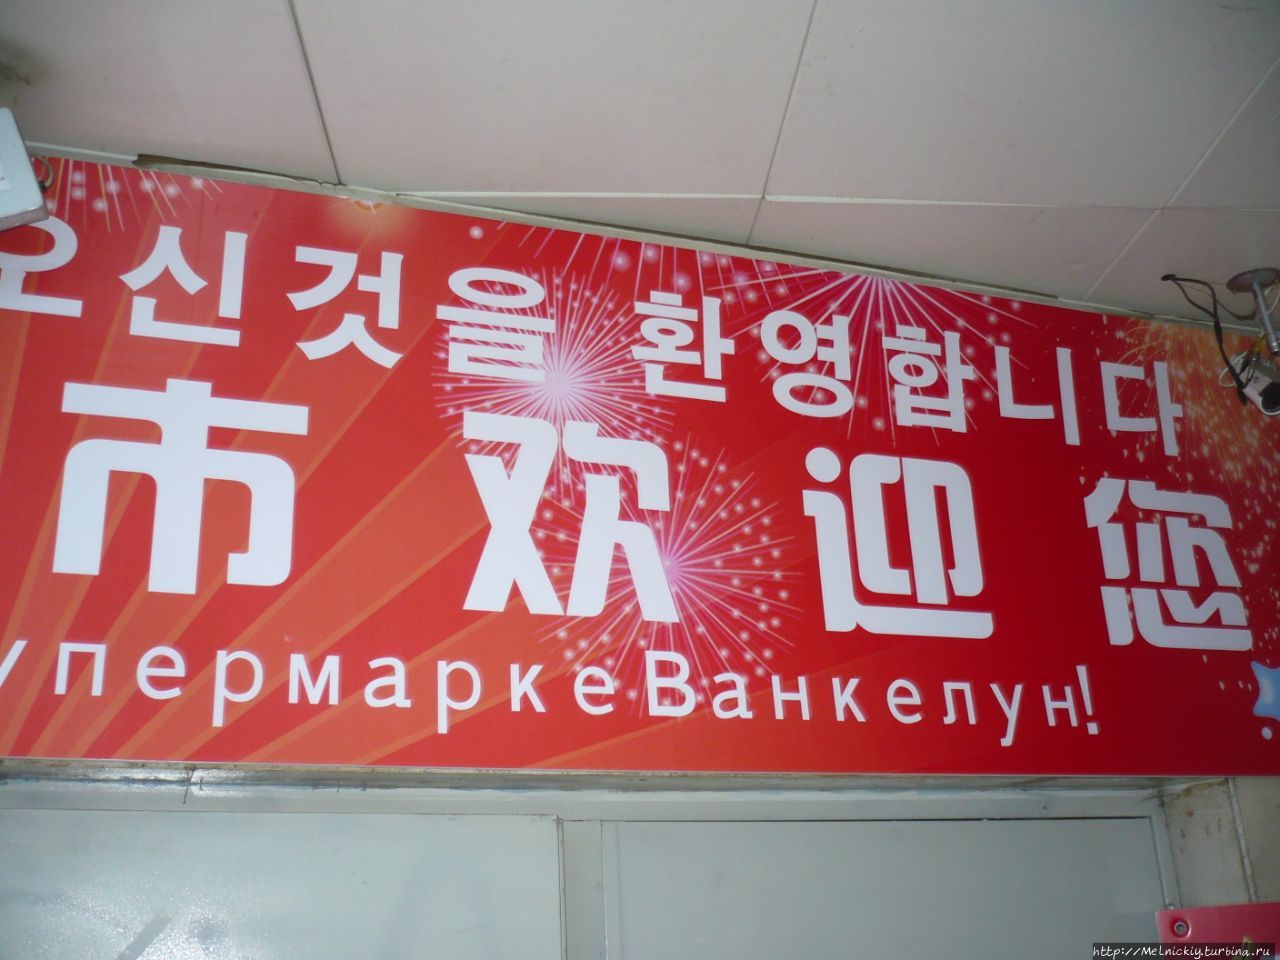 오신것을 환영합니다
市欢迎您
упермаркеВанкелун!
http://Melnickiy.turbina.ru